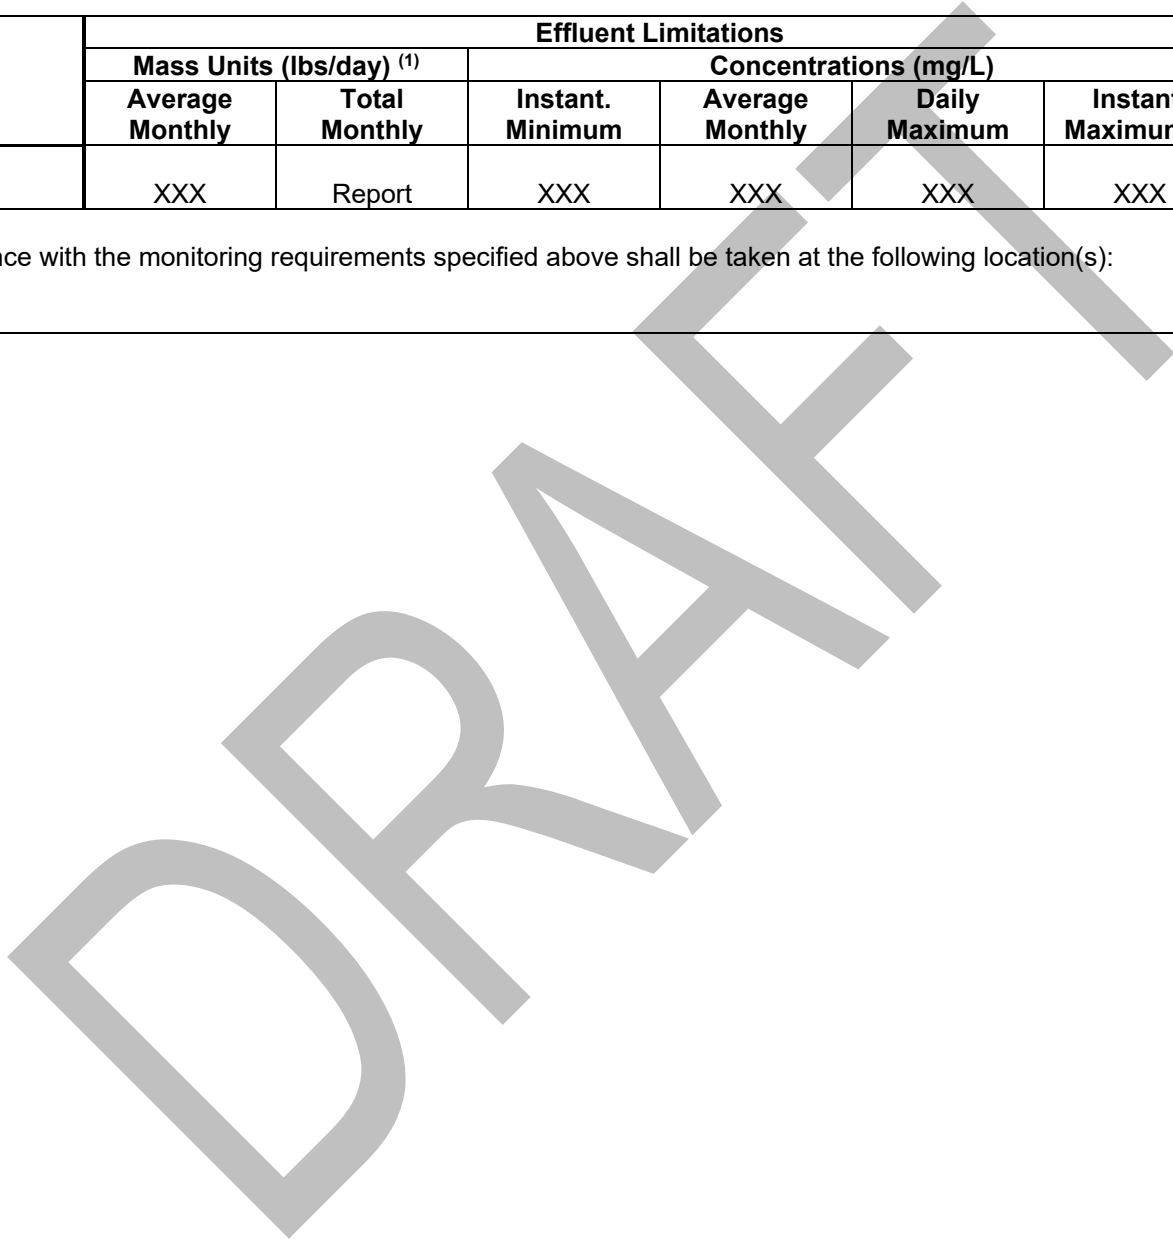 Effluent Limitations
Mass Units (lbs/day) (1) Concentrations (mg/L)
Average Monthly Total Monthly Instant. Minimum Average Monthly Daily Maximum Instant Maximum
XXX Report XXX XXX XXX XXX
nce with the monitoring requirements specified above shall be taken at the following location(s):
DRAFT